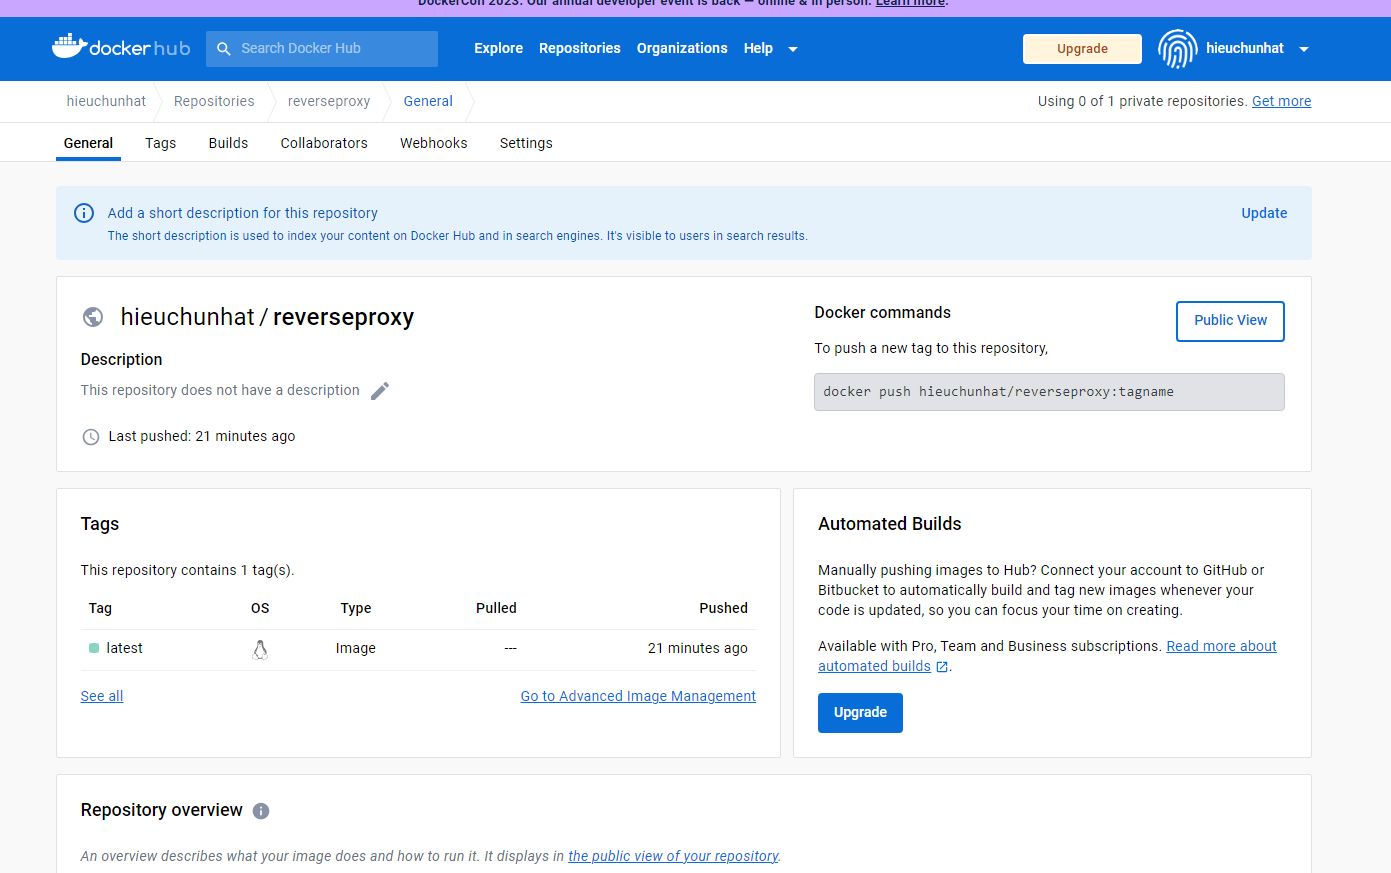 DockerCon 2023: Our annual developer event is back — online & in person. Learn more.
docker hub
Search Docker Hub
Explore Repositories Organizations Help
Upgrade
hieuchunhat
hieuchunhat Repositories reverseproxy General
Using 0 of 1 private repositories. Get more
General Tags Builds Collaborators Webhooks Settings
Add a short description for this repository
Update
The short description is used to index your content on Docker Hub and in search engines. It's visible to users in search results.
hieuchunhat / reverseproxy
Description
This repository does not have a description
Last pushed: 21 minutes ago
Docker commands
Public View
To push a new tag to this repository,
docker push hieuchunhat/reverseproxy:tagname
Tags
This repository contains 1 tag(s).
Tag OS Type Pulled Pushed
latest Image --- 21 minutes ago
See all
Go to Advanced Image Management
Automated Builds
Manually pushing images to Hub? Connect your account to GitHub or
Bitbucket to automatically build and tag new images whenever your
code is updated, so you can focus your time on creating.
Available with Pro, Team and Business subscriptions. Read more about
automated builds .
Upgrade
Repository overview
An overview describes what your image does and how to run it. It displays in the public view of your repository.